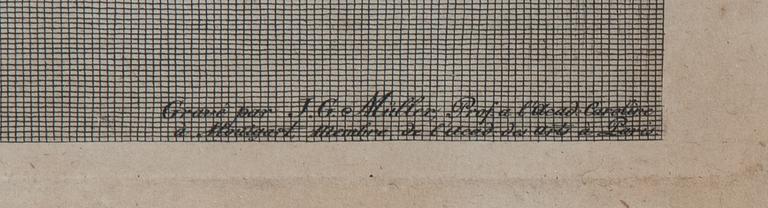 Gravé par J. G. e Müller, Prof. a l'Acad. Caroline
a Stoutgart Membre de l'Acad. des arts a Paris.